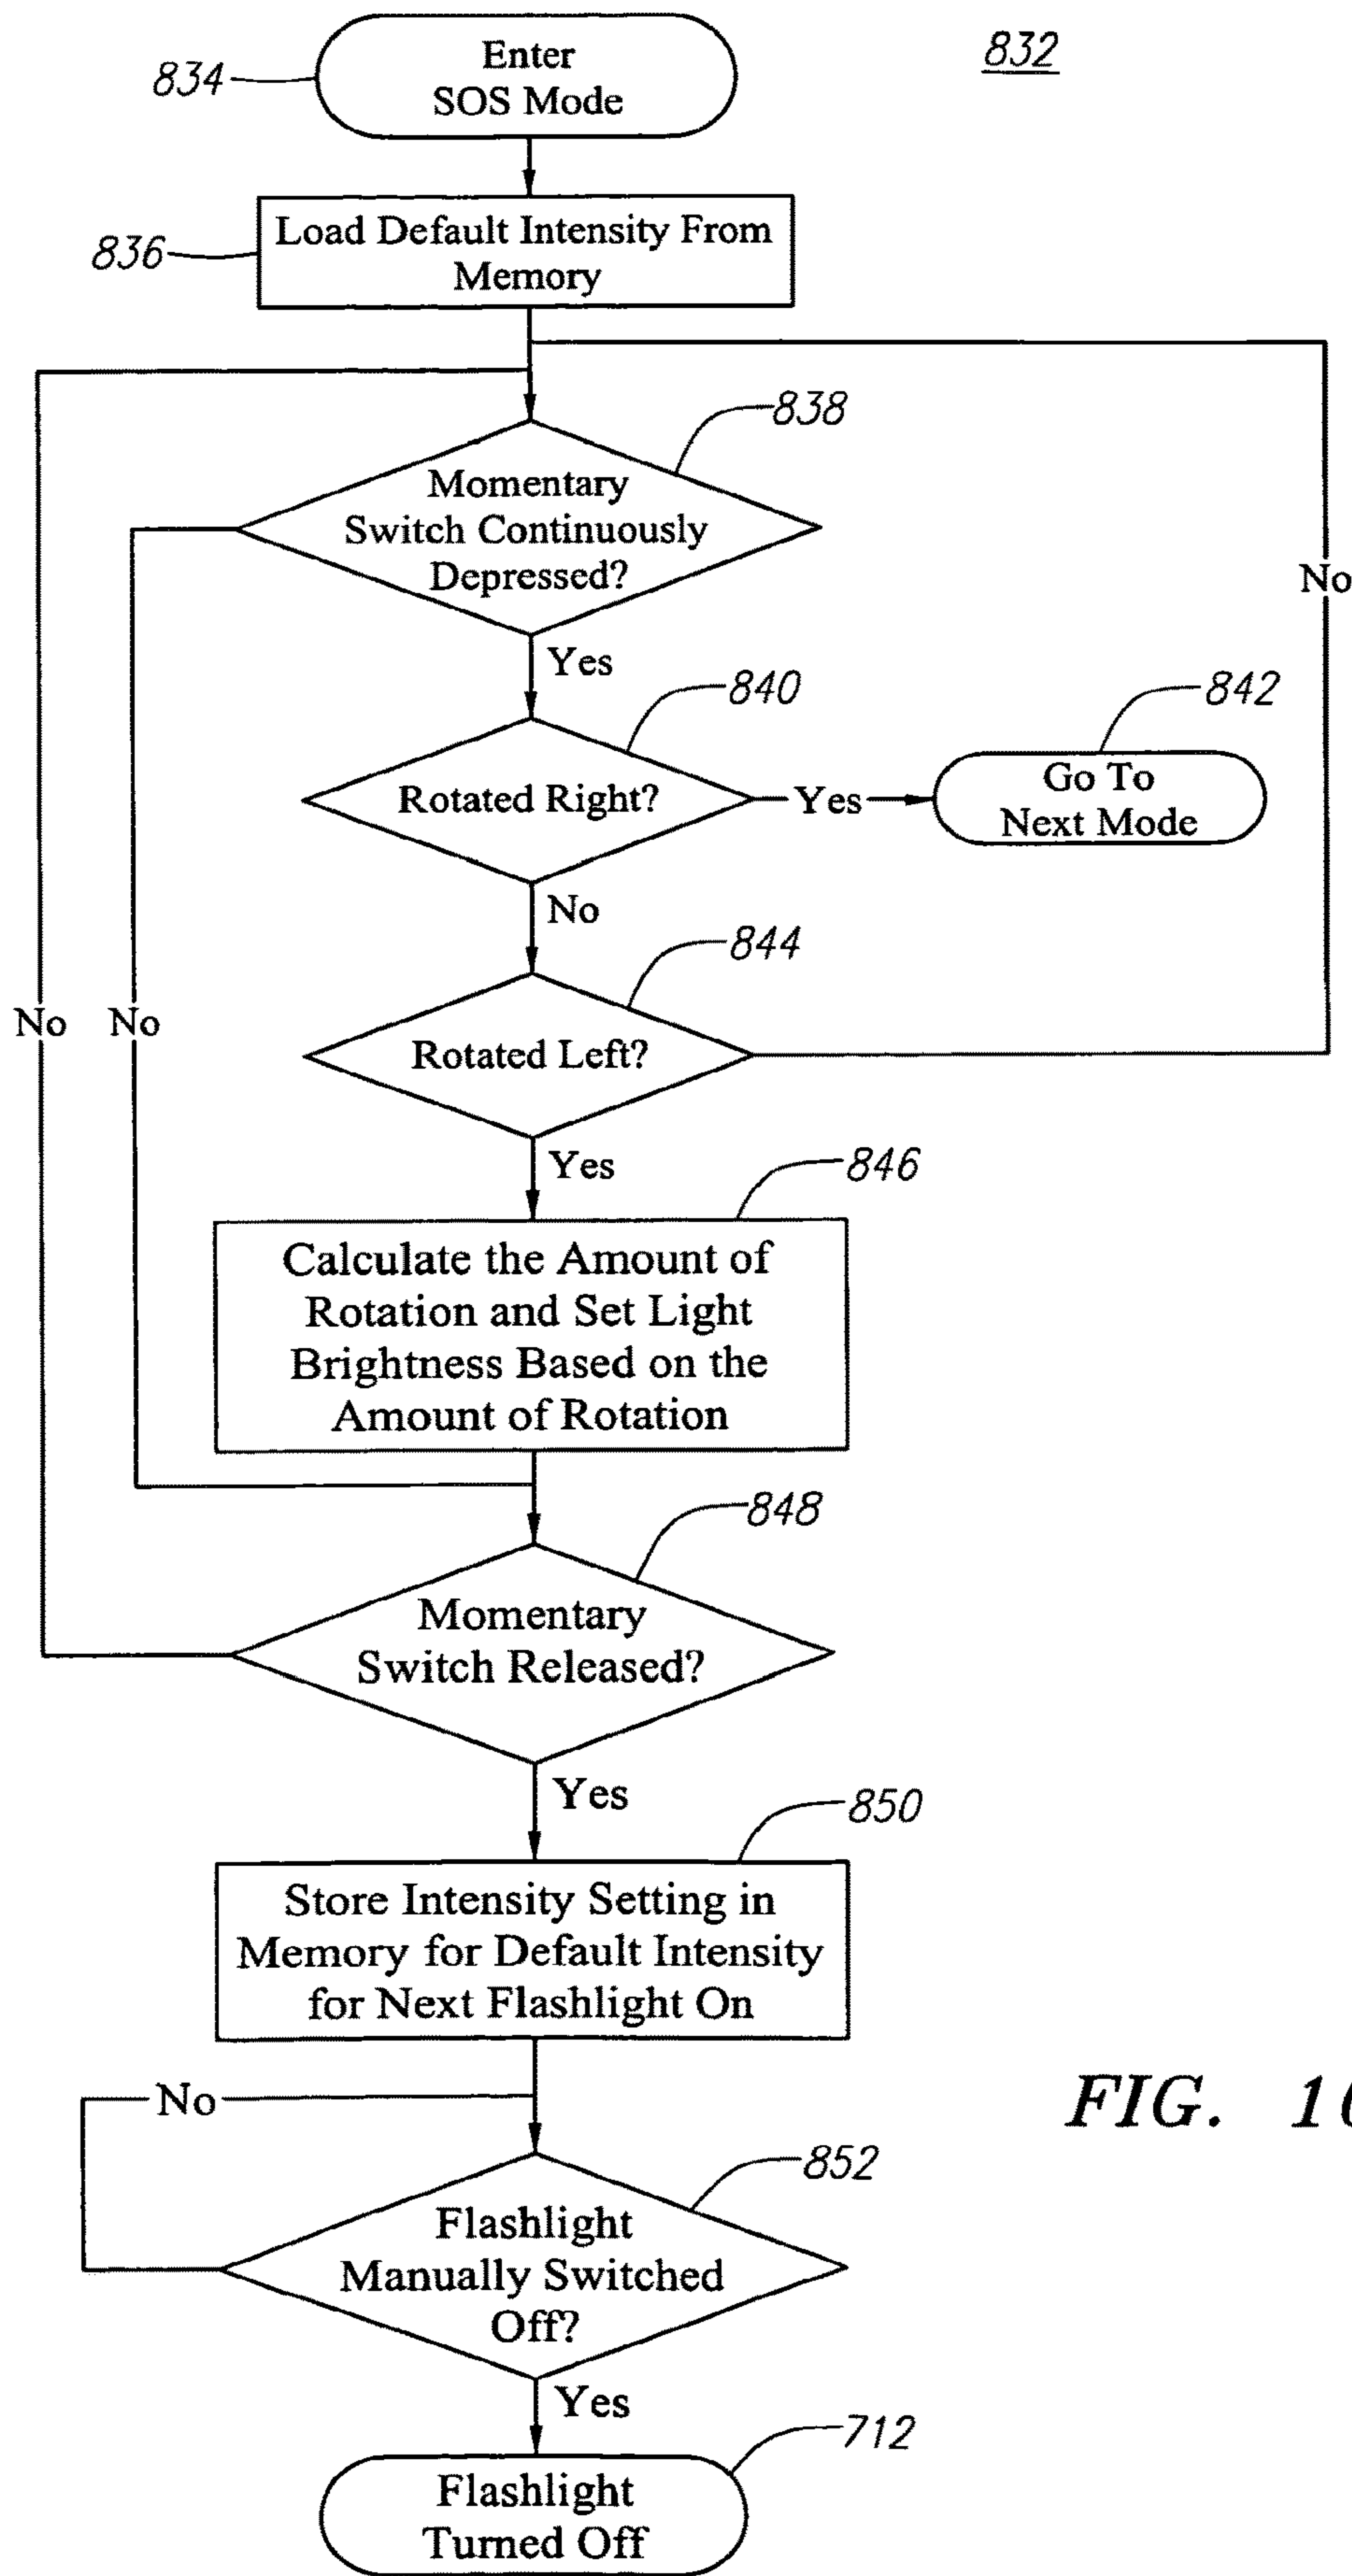 832
834
Enter
SOS Mode
836
Load Default Intensity From
Memory
838
Momentary
Switch Continuously
Depressed?
No
Yes
840
842
Rotated Right?
Yes
Go To
Next Mode
No
844
No
No
Rotated Left?
Yes
846
Calculate the Amount of
Rotation and Set Light
Brightness Based on the
Amount of Rotation
848
Momentary
Switch Released?
Yes
850
Store Intensity Setting in
Memory for Default Intensity
for Next Flashlight On
No
FIG. 10
852
Flashlight
Manually Switched
Off?
Yes
712
Flashlight
Turned Off